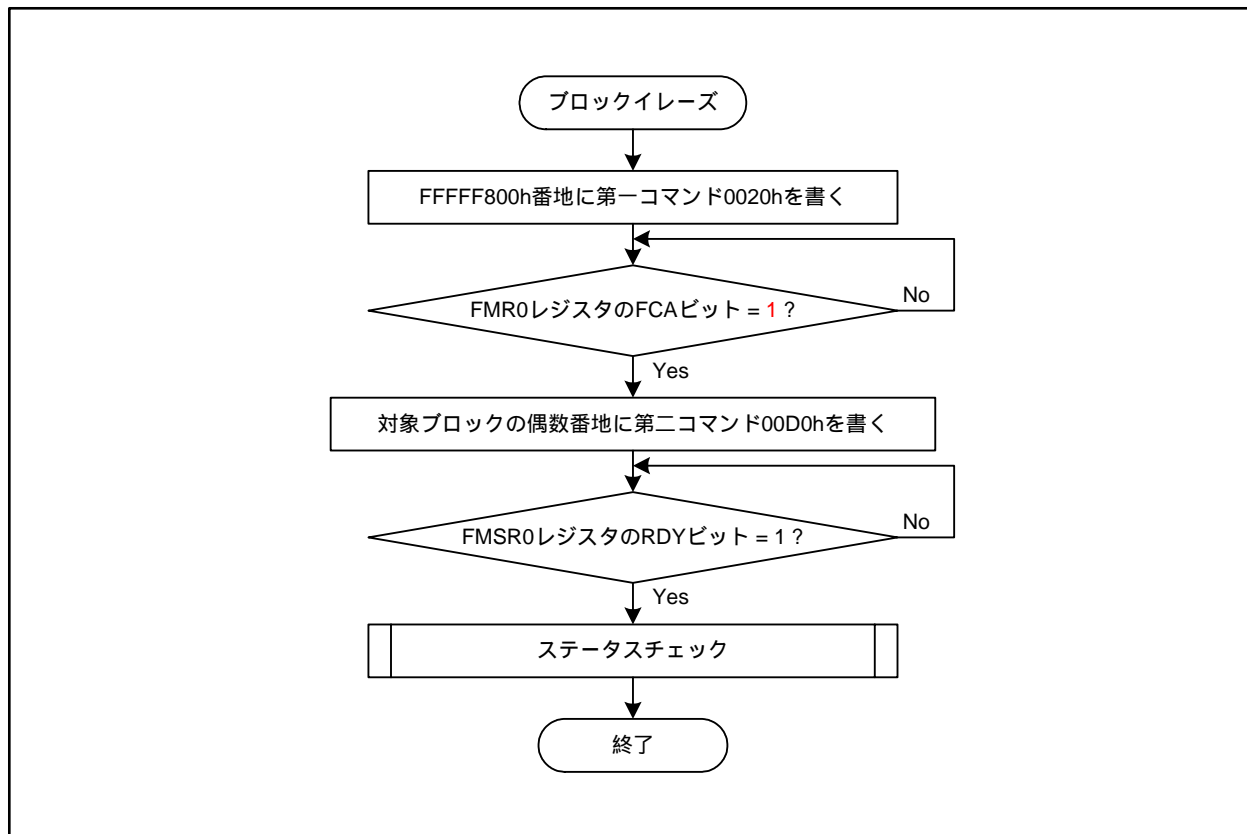 ブロックイレーズ
FFFFF800h番地に第一コマンド0020hを書く
FMR0レジスタのFCAビット = 1 ?
No
Yes
対象ブロックの偶数番地に第二コマンド00D0hを書く
FMSR0レジスタのRDYビット = 1 ?
No
Yes
ステータスチェック
終了